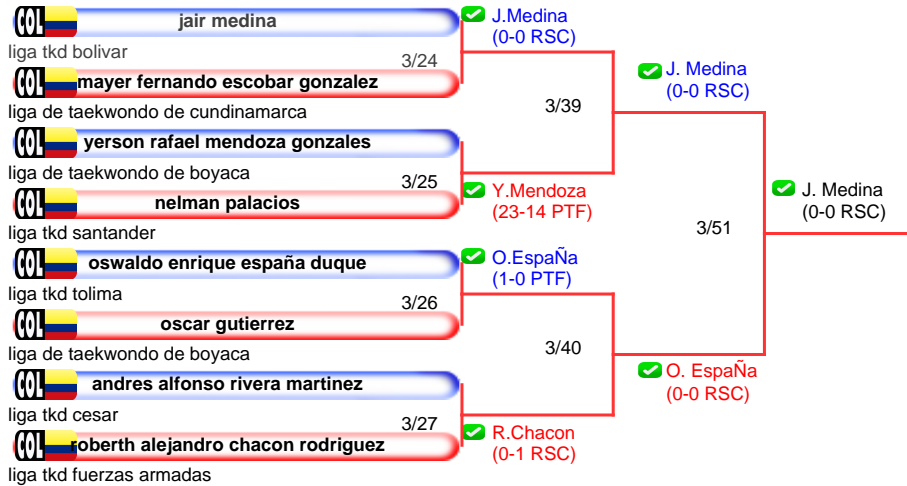 COL jair medina
liga tkd bolivar
3/24
COL mayer fernando escobar gonzalez
liga de taekwondo de cundinamarca
J.Medina
(0-0 RSC)
COL yerson rafael mendoza gonzales
liga de taekwondo de boyaca
3/25
COL nelman palacios
liga tkd santander
Y.Mendoza
(23-14 PTF)
3/39
J. Medina
(0-0 RSC)
COL oswaldo enrique españa duque
liga tkd tolima
3/26
COL oscar gutierrez
liga de taekwondo de boyaca
O.EspaÑa
(1-0 PTF)
COL andres alfonso rivera martinez
liga tkd cesar
3/27
COL roberth alejandro chacon rodriguez
liga tkd fuerzas armadas
R.Chacon
(0-1 RSC)
3/40
O. EspaÑa
(0-0 RSC)
3/51
J. Medina
(0-0 RSC)